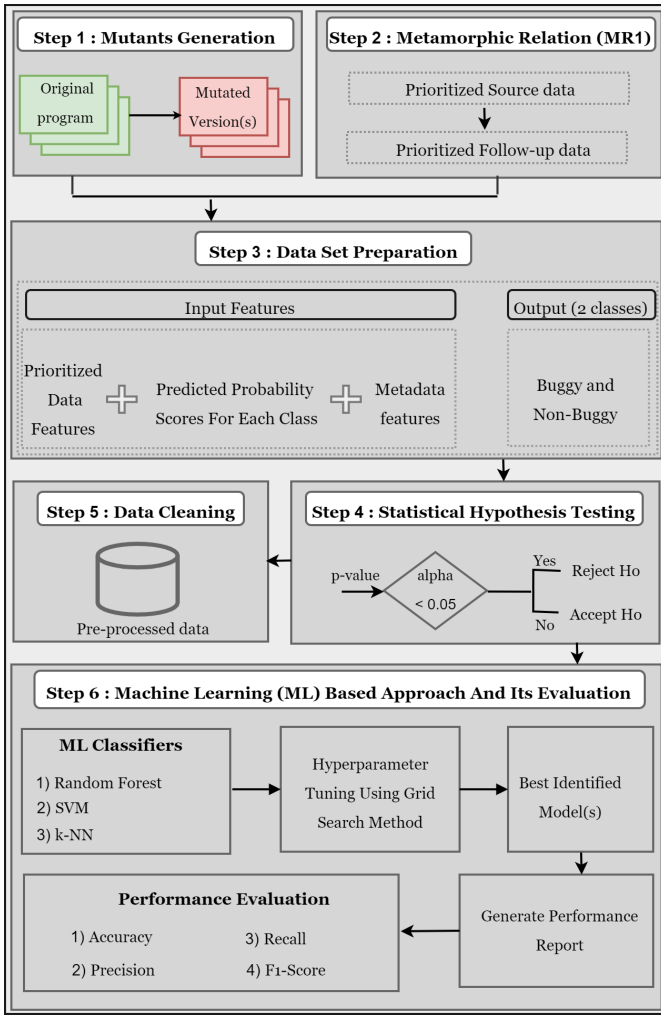 Step 1 : Mutants Generation
Original
program
Mutated
Version(s)
Step 2 : Metamorphic Relation (MR1)
Prioritized Source data
Prioritized Follow-up data
Step 3 : Data Set Preparation
Input Features
Output (2 classes)
Prioritized
Data
Features
Predicted Probability
Scores For Each Class
Metadata
features
Buggy and
Non-Buggy
Step 5 : Data Cleaning
Pre-processed data
Step 4 : Statistical Hypothesis Testing
p-value
alpha
< 0.05
Yes
Reject Ho
No
Accept Ho
Step 6 : Machine Learning (ML) Based Approach And Its Evaluation
ML Classifiers
1) Random Forest
2) SVM
3) k-NN
Hyperparameter
Tuning Using Grid
Search Method
Best Identified
Model(s)
Performance Evaluation
1) Accuracy
3) Recall
2) Precision
4) F1-Score
Generate Performance
Report